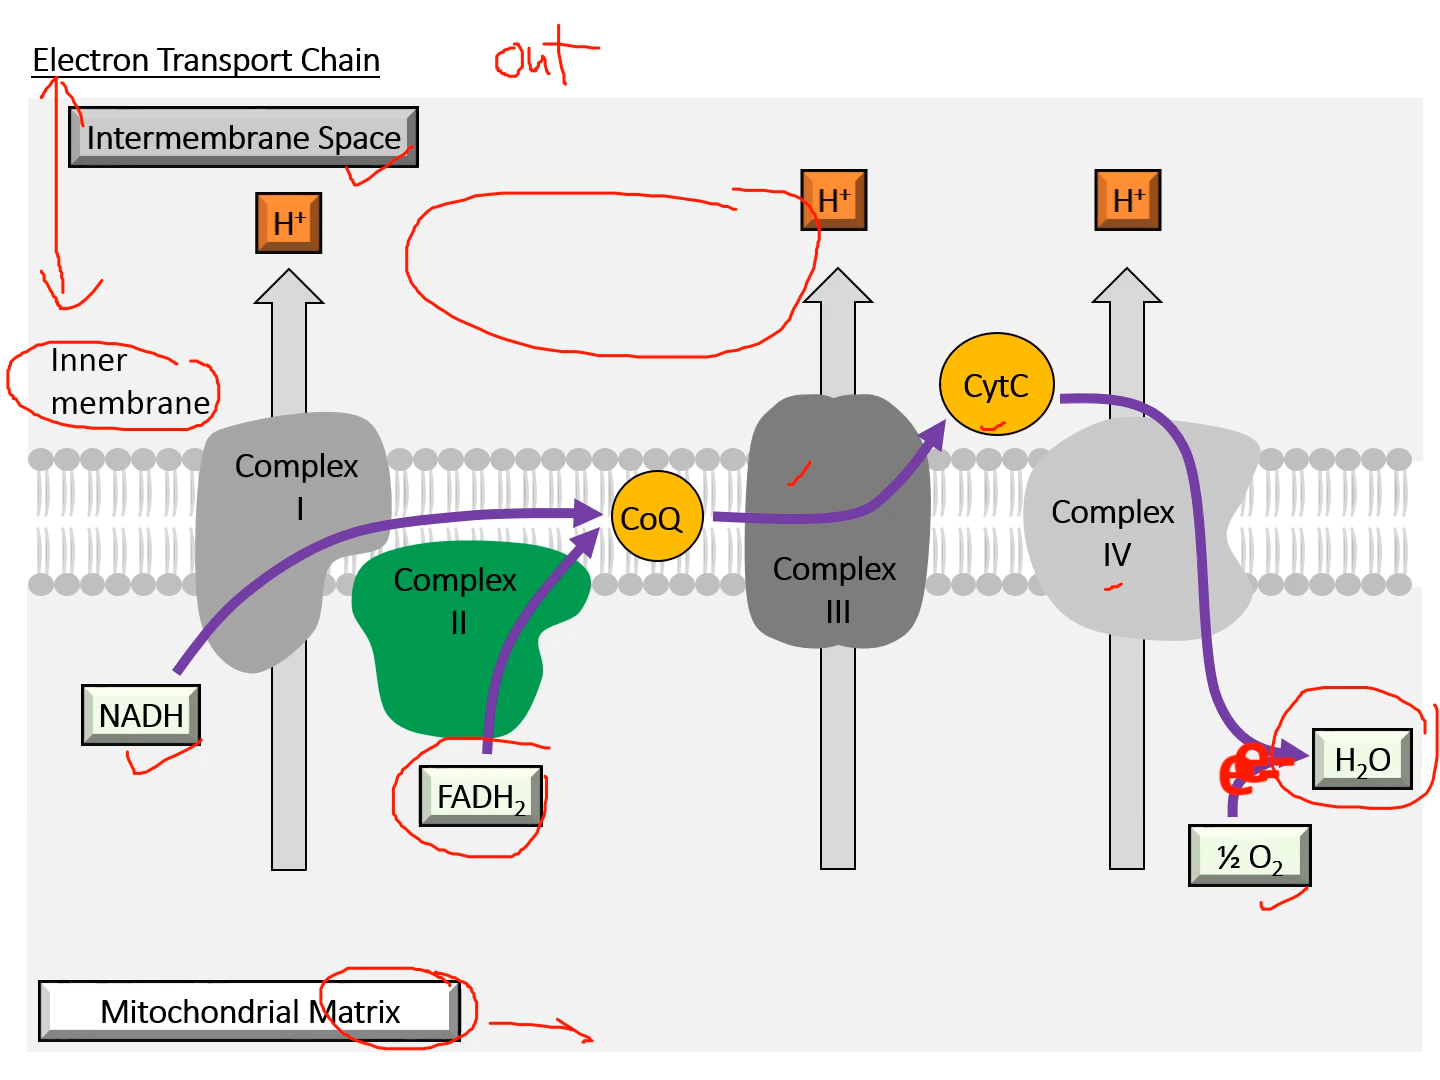 Electron Transport Chain
out
Intermembrane Space
H⁺
H⁺
H⁺
Inner
membrane
CytC
Complex
I
CoQ
Complex
II
Complex
III
Complex
IV
NADH
FADH₂
e
e-
H₂O
½ O₂
Mitochondrial Matrix